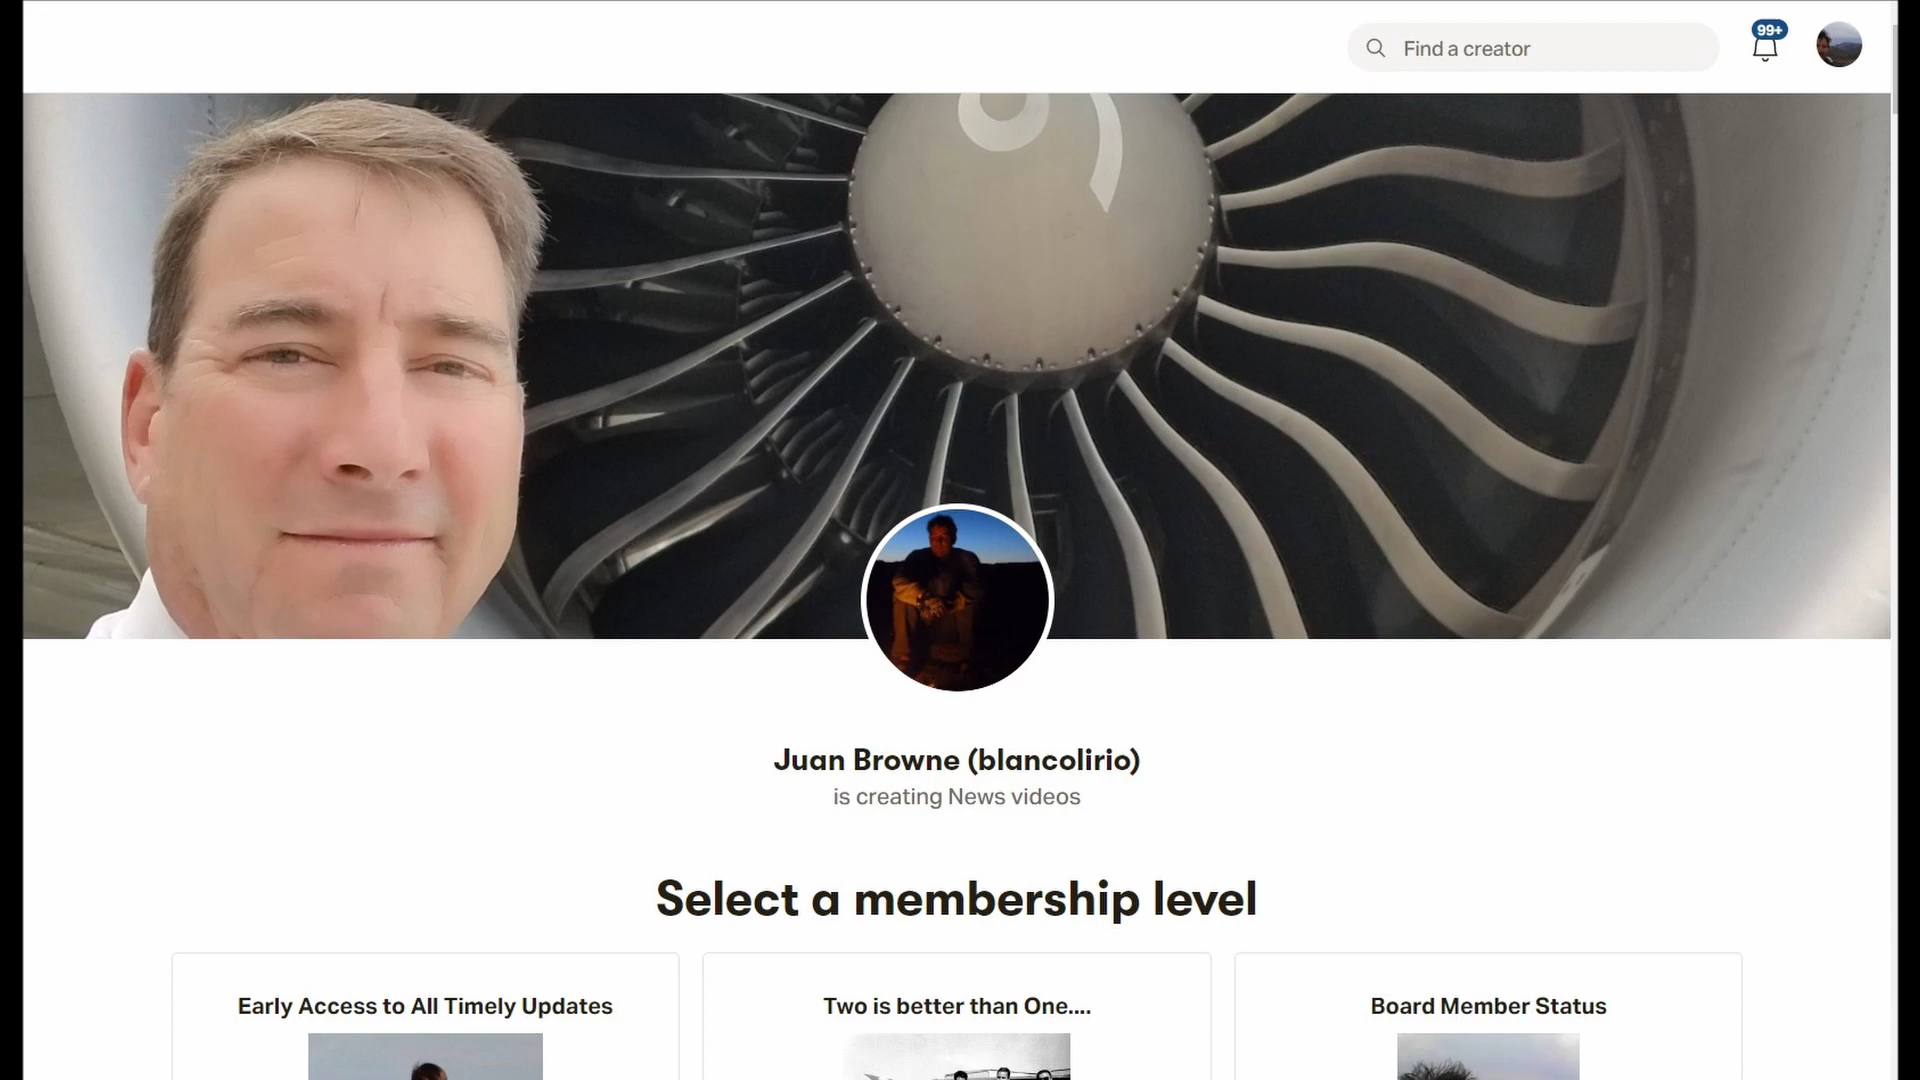 Find a creator
99+
Juan Browne (blancolirio)
is creating News videos
Select a membership level
Early Access to All Timely Updates
Two is better than One....
Board Member Status